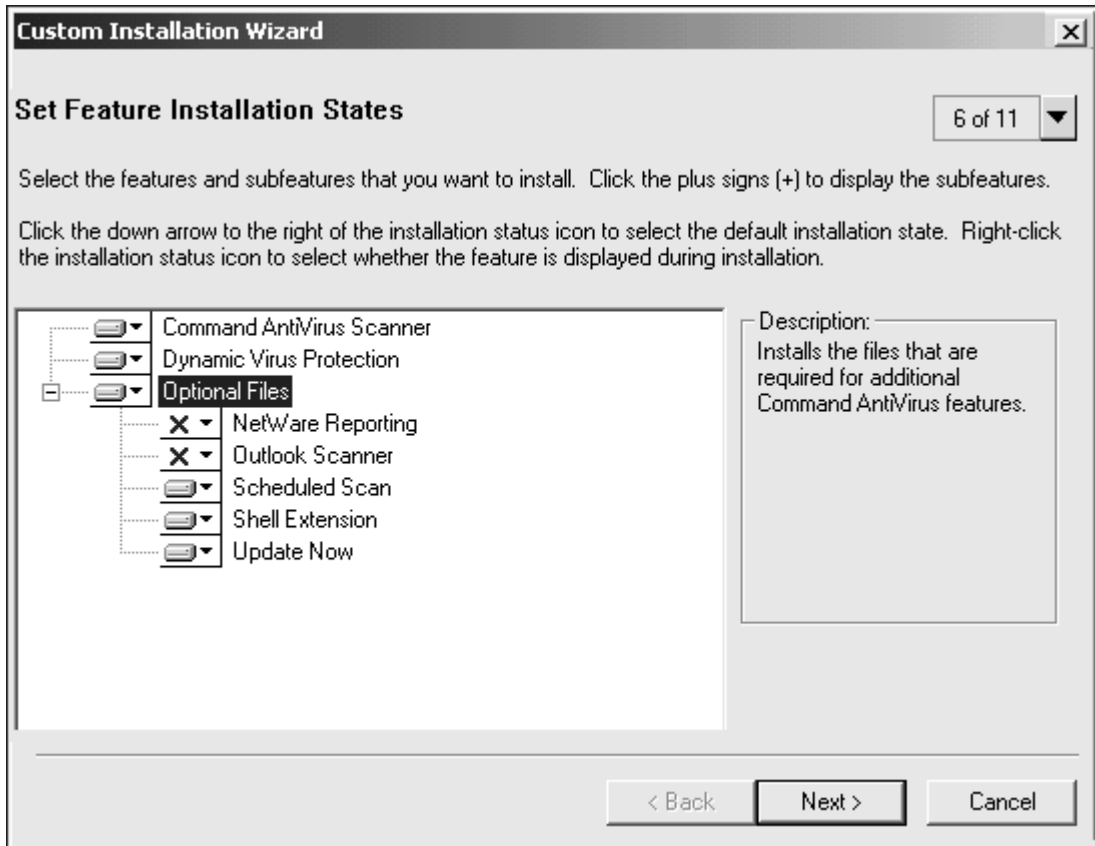 Custom Installation Wizard
Set Feature Installation States
6 of 11
Select the features and subfeatures that you want to install. Click the plus signs (+) to display the subfeatures.
Click the down arrow to the right of the installation status icon to select the default installation state. Right-click
the installation status icon to select whether the feature is displayed during installation.
Command AntiVirus Scanner
Dynamic Virus Protection
Optional Files
NetWare Reporting
Outlook Scanner
Scheduled Scan
Shell Extension
Update Now
Description:
Installs the files that are
required for additional
Command AntiVirus features.
< Back
Next >
Cancel